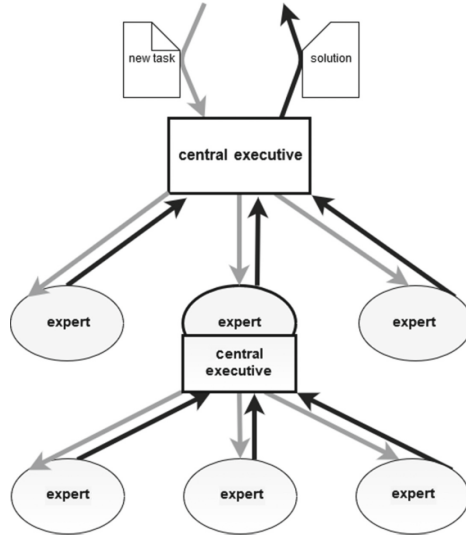 new task
solution
central executive
expert
expert
expert
central
executive
expert
expert
expert